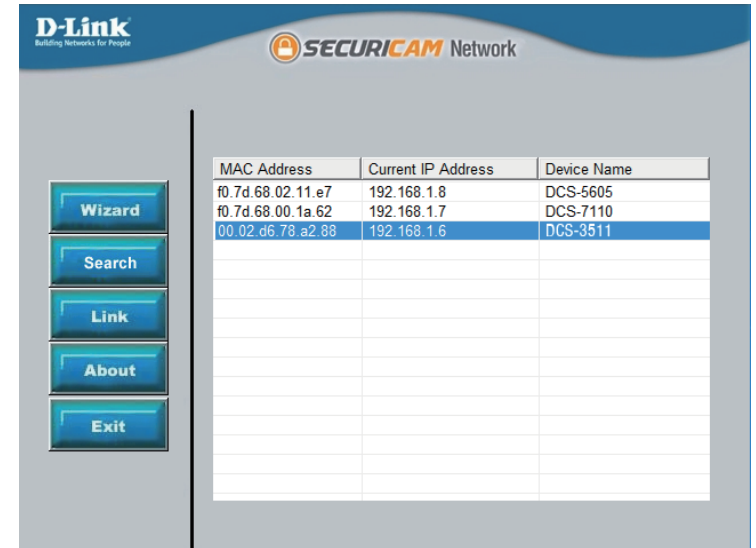 D-Link
Building Networks for People
SECURICAM Network
MAC Address Current IP Address Device Name
f0.7d.68.02.11.e7 192.168.1.8 DCS-5605
f0.7d.68.00.1a.62 192.168.1.7 DCS-7110
00.02.d6.78.a2.88 192.168.1.6 DCS-3511
Wizard
Search
Link
About
Exit